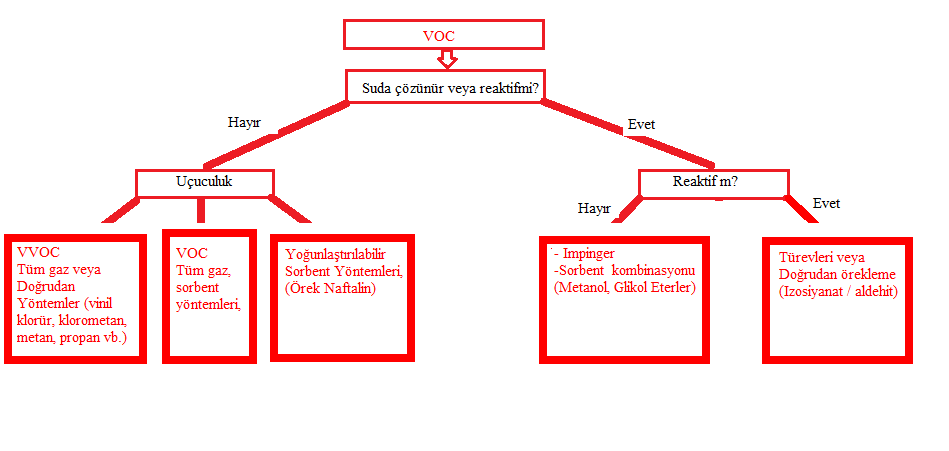 VOC
Suda çözünür veya reaktifmi?
Hayır
Evet
Uçuculuk
Reaktif m?
Hayır
Evet
VVOC
Tüm gaz veya
Doğrudan
Yöntemler (vinil
klorür, klorometan,
metan, propan vb.)
VOC
Tüm gaz,
sorbent
yöntemleri,
Yoğunlaştırılabilir
Sorbent Yöntemleri,
(Örek Naftalin)
- Impinger
-Sorbent kombinasyonu
(Metanol, Glikol Eterler)
Türevleri veya
Doğrudan örekleme
(Izosiyanat / aldehit)